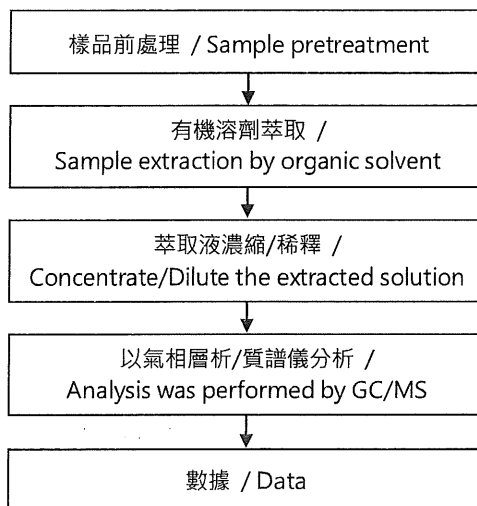 樣品前處理 / Sample pretreatment
有機溶劑萃取 /
Sample extraction by organic solvent
萃取液濃縮/稀釋 /
Concentrate/Dilute the extracted solution
以氣相層析/質譜儀分析 /
Analysis was performed by GC/MS
數據 / Data